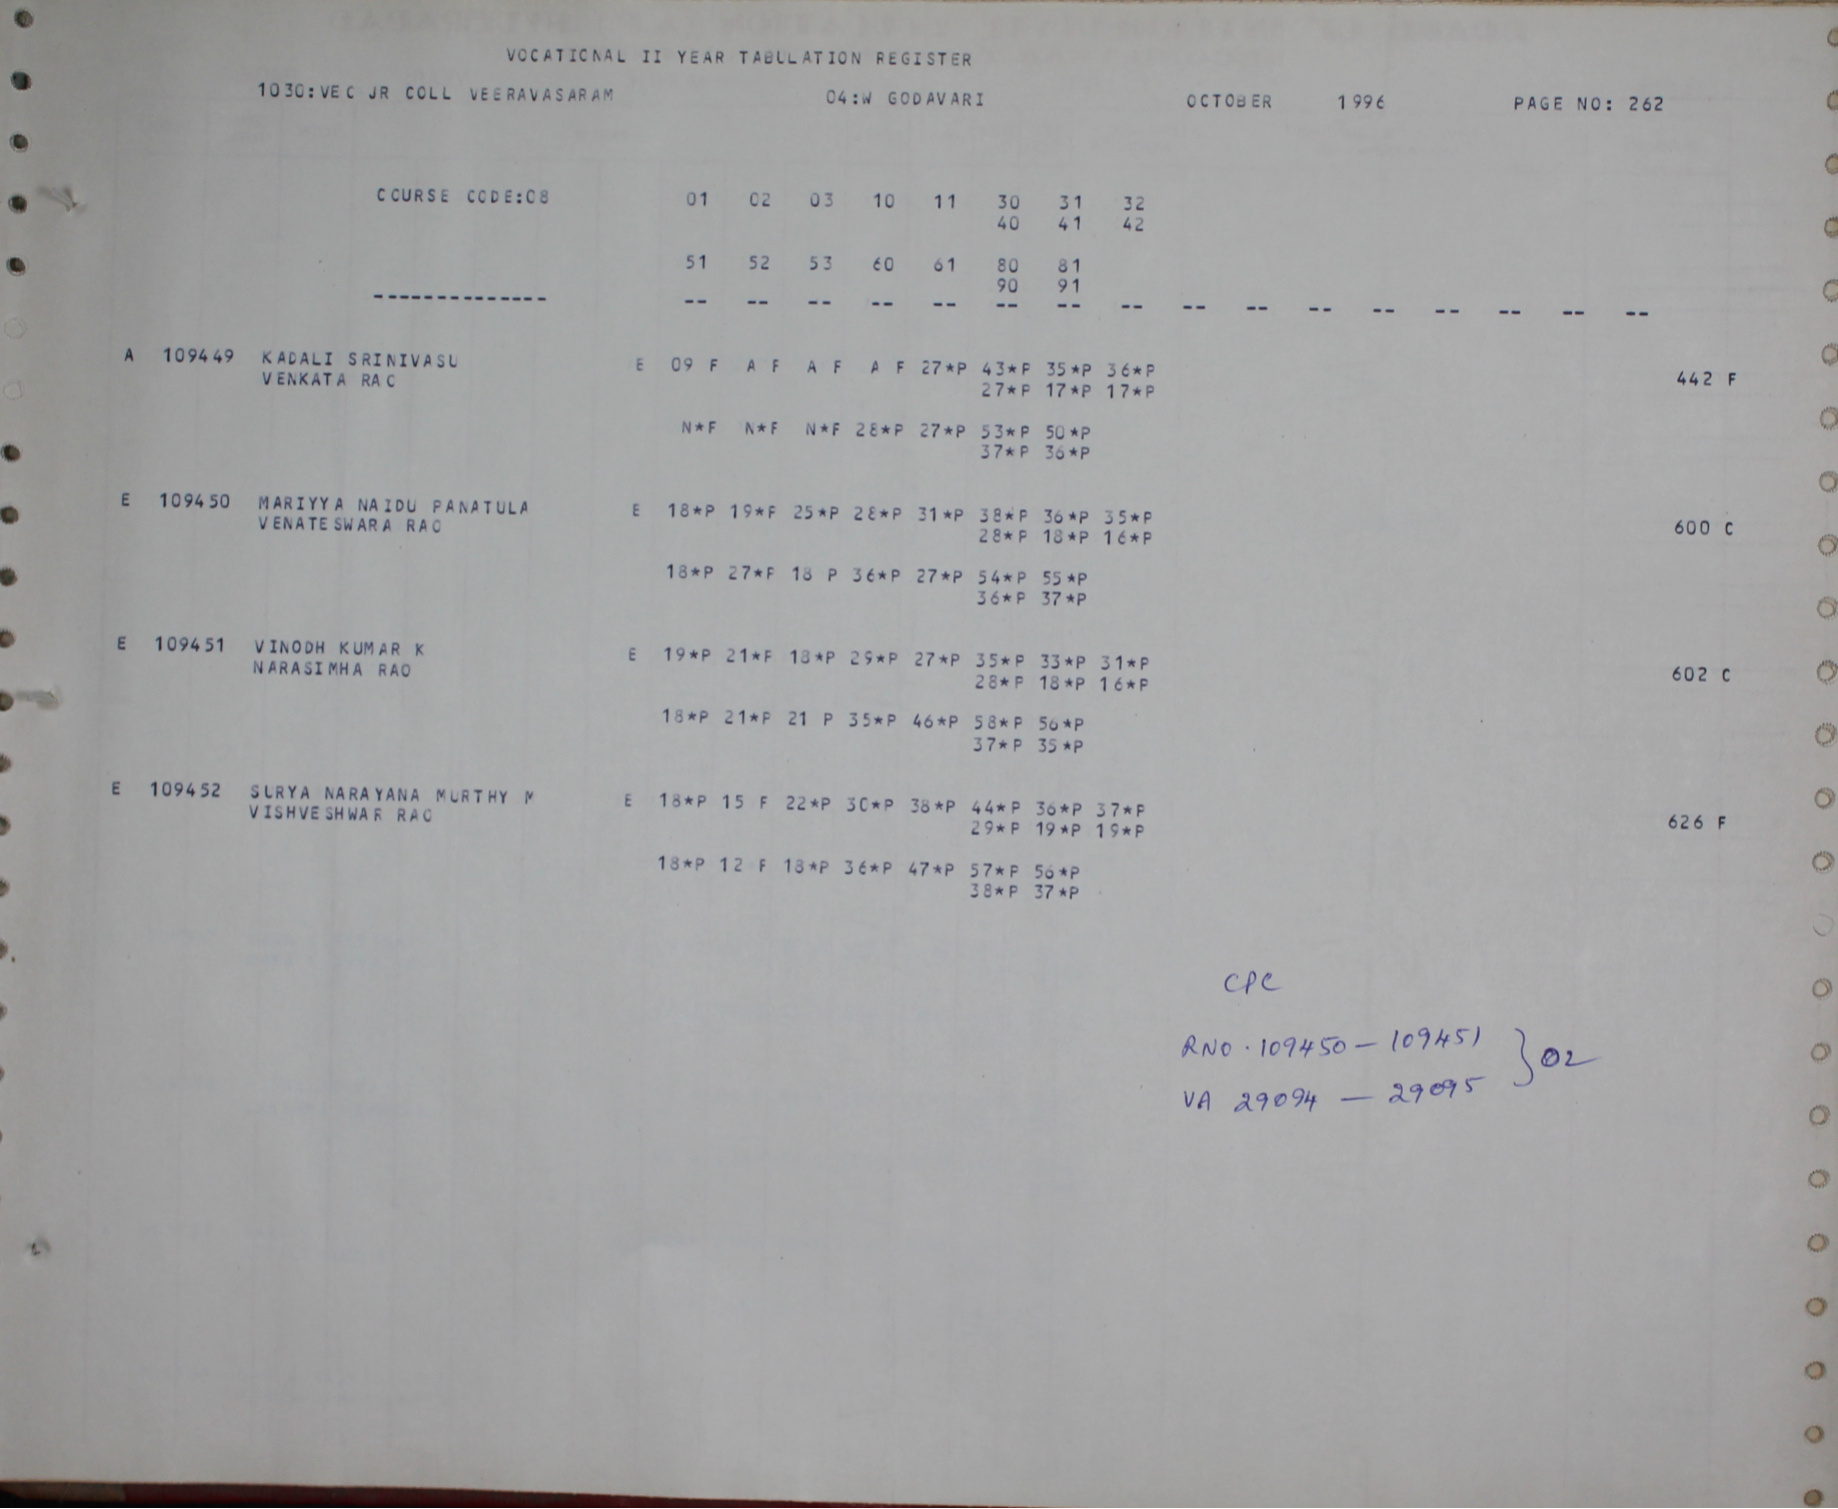 VOCATIONAL II YEAR TABULATION REGISTER
1030:VEC JR COLL VEERAVASARAM 04:W GODAVARI OCTOBER 1996 PAGE NO: 262
COURSE CODE:08 01 02 03 10 11 30 31 32
40 41 42
51 52 53 60 61 80 81
90 91
-------------- -- -- -- -- -- -- -- -- -- -- -- -- -- -- -- --
A 109449 KADALI SRINIVASU E 09 F A F A F A F 27*P 43*P 35*P 36*P
VENKATA RAO 27*P 17*P 17*P 442 F
N*F N*F N*F 28*P 27*P 53*P 50*P
37*P 36*P
E 109450 MARIYYA NAIDU PANATULA E 18*P 19*P 25*P 28*P 31*P 38*P 36*P 35*P
VENATESWARA RAO 28*P 18*P 16*P 600 C
18*P 27*P 18 P 36*P 27*P 54*P 55*P
36*P 37*P
E 109451 VINODH KUMAR K E 19*P 21*P 18*P 29*P 27*P 35*P 33*P 31*P
NARASIMHA RAO 28*P 18*P 16*P 602 C
18*P 21*P 21 P 35*P 46*P 58*P 56*P
37*P 35*P
E 109452 SURYA NARAYANA MURTHY M E 18*P 15 F 22*P 30*P 38*P 44*P 36*P 37*P
VISHVESHWAR RAO 29*P 19*P 19*P 626 F
18*P 12 F 18*P 36*P 47*P 57*P 56*P
38*P 37*P
CPC
RNO. 109450 — 109451 } 02
VA 29094 — 29095